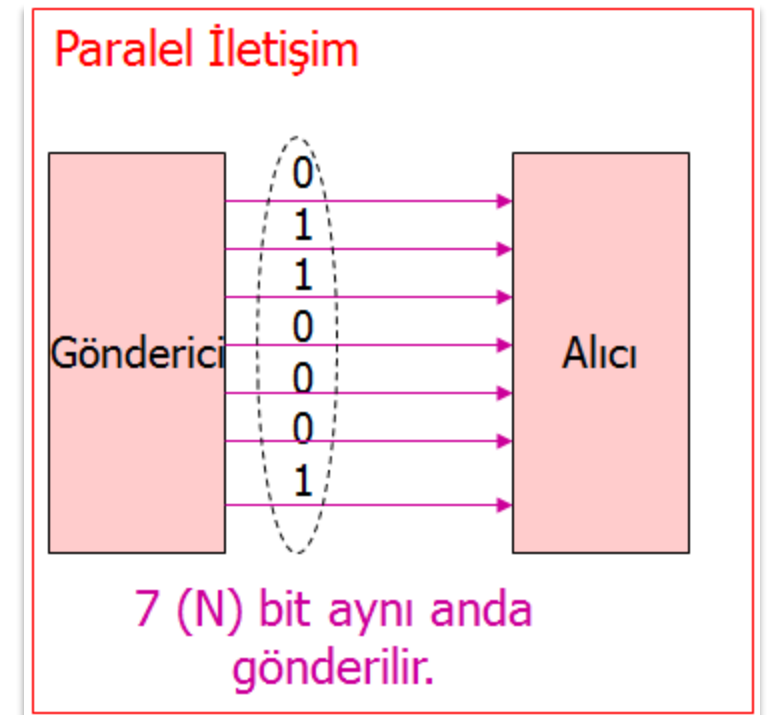 Paralel İletişim
0
1
1
0
0
0
1
Gönderici
Alıcı
7 (N) bit aynı anda
gönderilir.